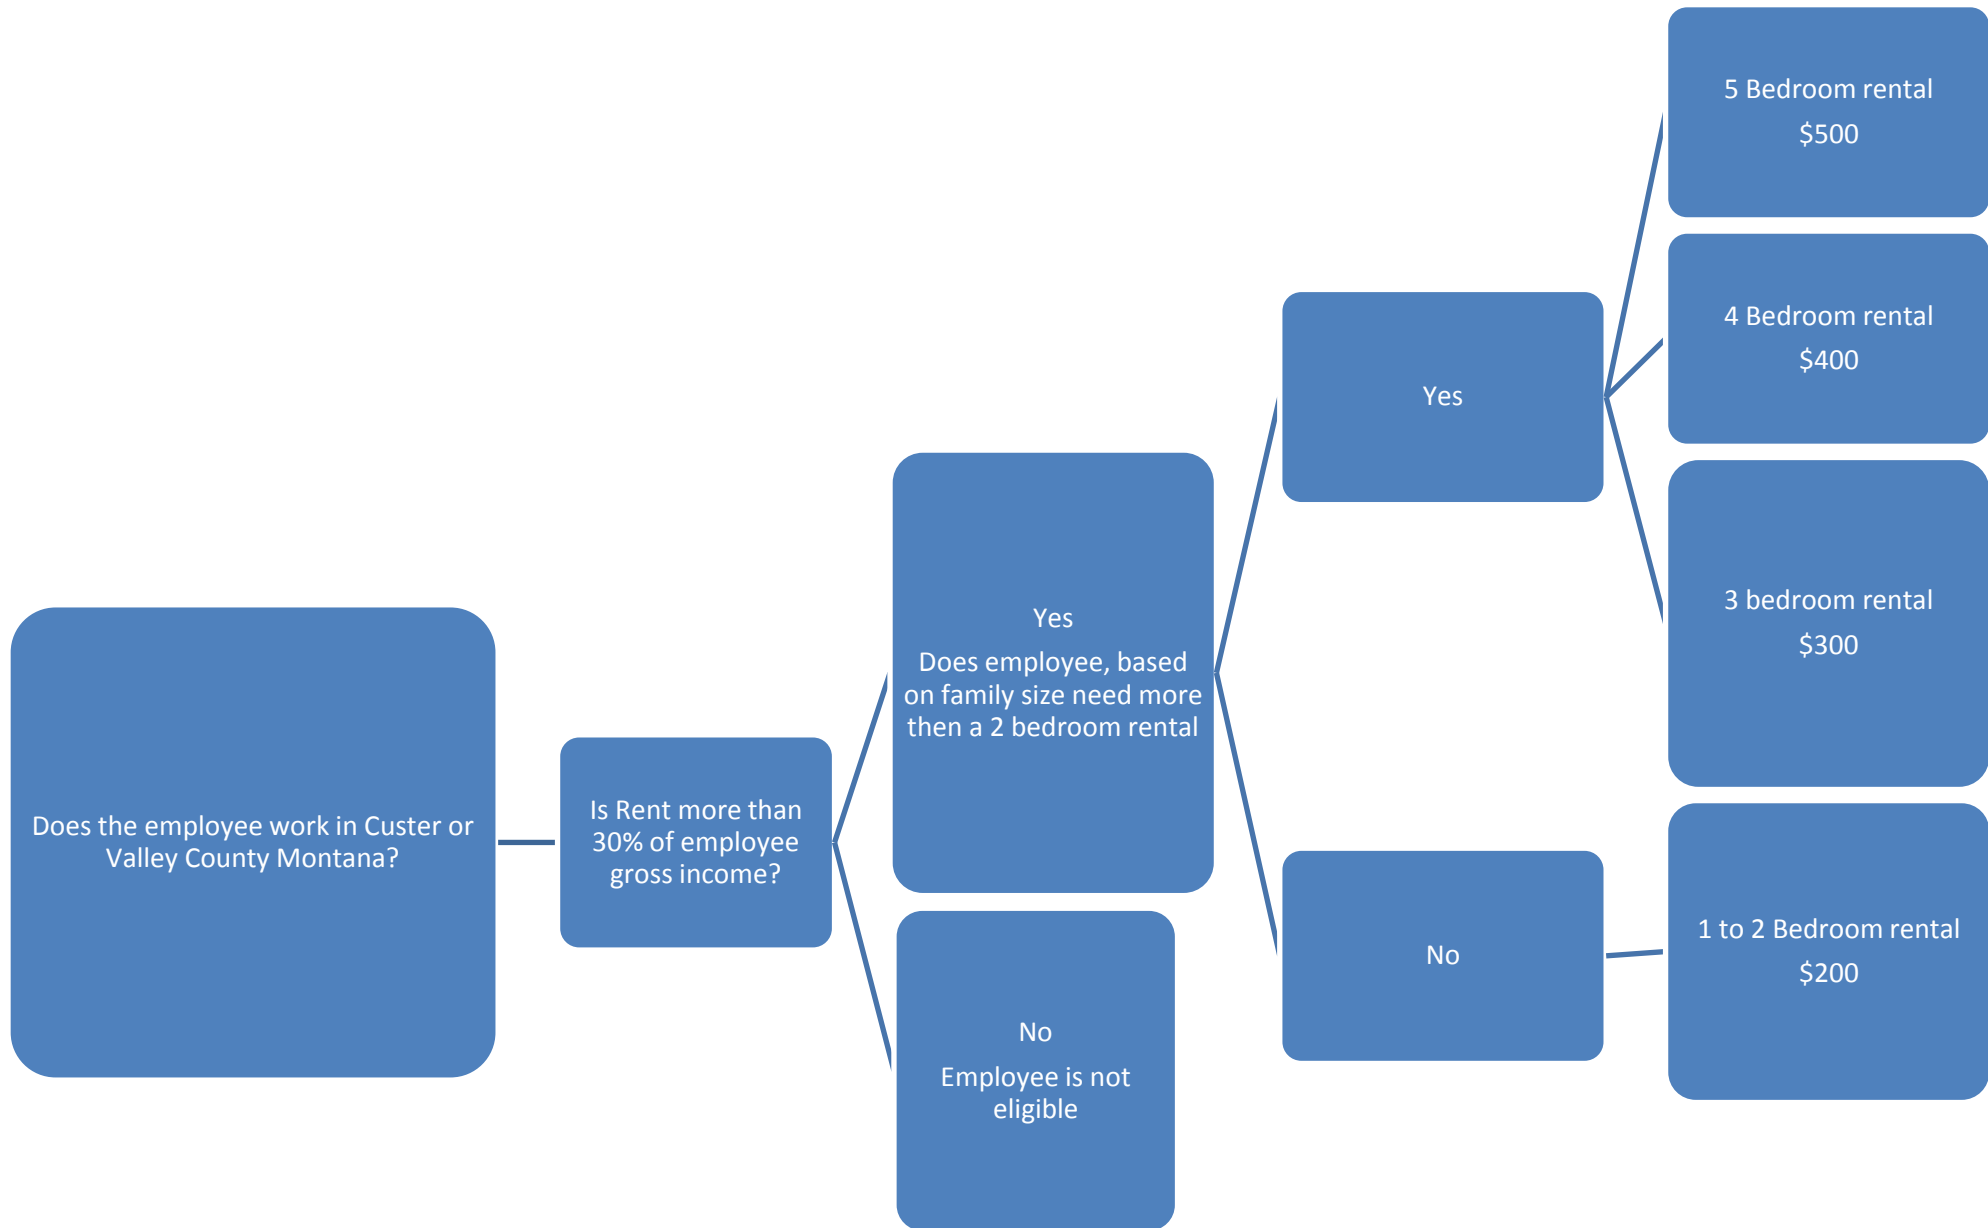 Does the employee work in Custer or
Valley County Montana?
Is Rent more than
30% of employee
gross income?
Yes
Does employee, based
on family size need more
then a 2 bedroom rental
Yes
5 Bedroom rental
$500
4 Bedroom rental
$400
3 bedroom rental
$300
No
1 to 2 Bedroom rental
$200
No
Employee is not
eligible